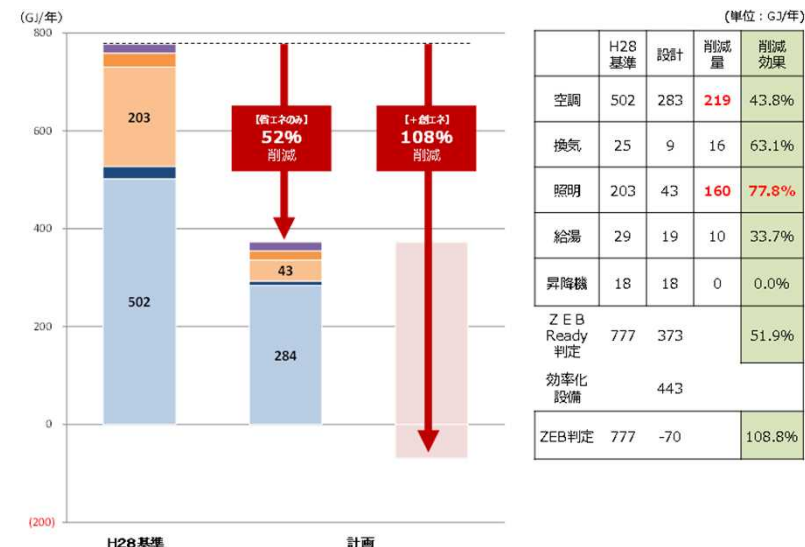 (GJ/年)
800
600
400
200
0
(200)
203
502
43
284
【省エネのみ】
52%
削減
【＋創エネ】
108%
削減
H28基準
計画
(単位：GJ/年)
H28基準 設計 削減量 削減効果
空調 502 283 219 43.8%
換気 25 9 16 63.1%
照明 203 43 160 77.8%
給湯 29 19 10 33.7%
昇降機 18 18 0 0.0%
ＺＥＢ Ready 判定 777 373 51.9%
効率化設備 443
ZEB判定 777 -70 108.8%